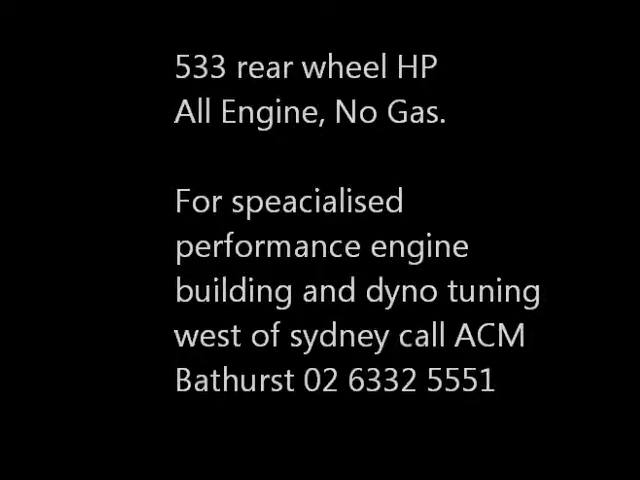 533 rear wheel HP
All Engine, No Gas.
For speacialised
performance engine
building and dyno tuning
west of sydney call ACM
Bathurst 02 6332 5551